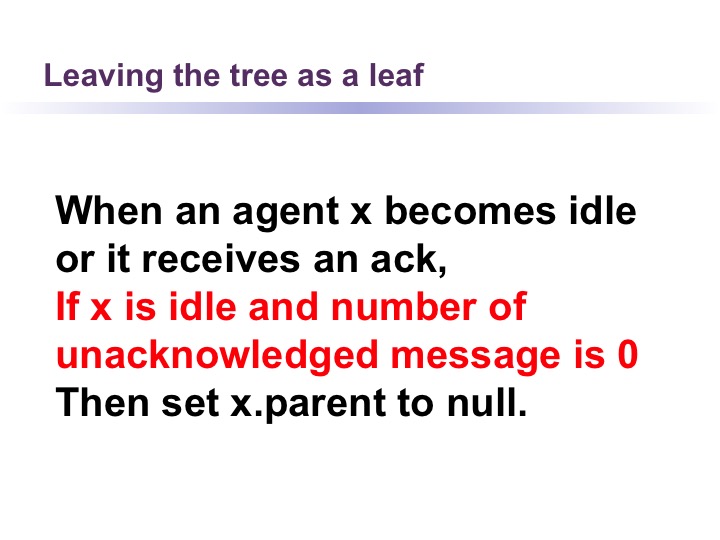 Leaving the tree as a leaf
When an agent x becomes idle
or it receives an ack,
If x is idle and number of
unacknowledged message is 0
Then set x.parent to null.